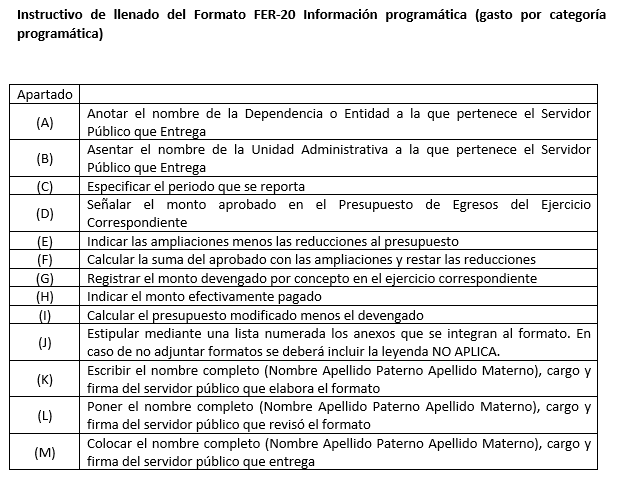 Instructivo de llenado del Formato FER-20 Información programática (gasto por categoría
programática)
Apartado
(A) Anotar el nombre de la Dependencia o Entidad a la que pertenece el Servidor
Público que Entrega
(B) Asentar el nombre de la Unidad Administrativa a la que pertenece el Servidor
Público que Entrega
(C) Especificar el periodo que se reporta
(D) Señalar el monto aprobado en el Presupuesto de Egresos del Ejercicio
Correspondiente
(E) Indicar las ampliaciones menos las reducciones al presupuesto
(F) Calcular la suma del aprobado con las ampliaciones y restar las reducciones
(G) Registrar el monto devengado por concepto en el ejercicio correspondiente
(H) Indicar el monto efectivamente pagado
(I) Calcular el presupuesto modificado menos el devengado
(J) Estipular mediante una lista numerada los anexos que se integran al formato. En
caso de no adjuntar formatos se deberá incluir la leyenda NO APLICA.
(K) Escribir el nombre completo (Nombre Apellido Paterno Apellido Materno), cargo y
firma del servidor público que elabora el formato
(L) Poner el nombre completo (Nombre Apellido Paterno Apellido Materno), cargo y
firma del servidor público que revisó el formato
(M) Colocar el nombre completo (Nombre Apellido Paterno Apellido Materno), cargo y
firma del servidor público que entrega